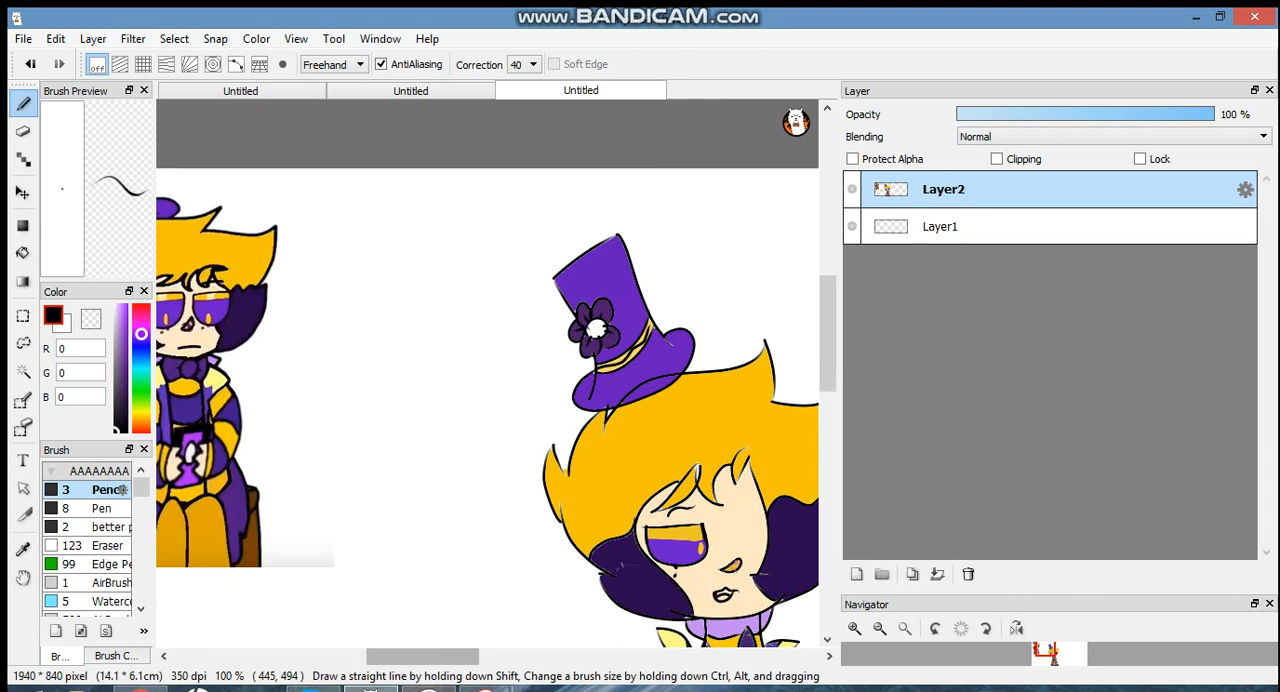 www.BANDICAM.com
File Edit Layer Filter Select Snap Color View Tool Window Help
off Freehand AntiAliasing Correction 40 Soft Edge
Brush Preview
Untitled Untitled Untitled
Layer
Opacity 100 %
Blending Normal
Protect Alpha Clipping Lock
Layer2
Layer1
Color
R 0
G 0
B 0
Brush
AAAAAAAA
3 Penc
8 Pen
2 better p
123 Eraser
99 Edge Pe
1 AirBrush
5 Waterco
Navigator
Br... Brush C...
1940 * 840 pixel (14.1 * 6.1cm) 350 dpi 100 % ( 445, 494 ) Draw a straight line by holding down Shift, Change a brush size by holding down Ctrl, Alt, and dragging